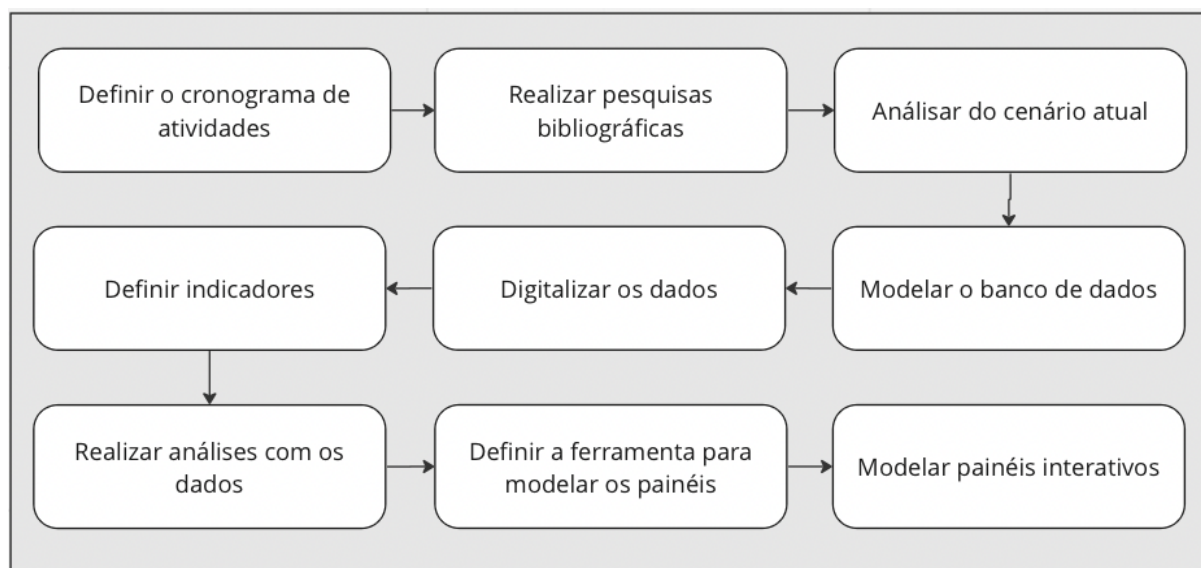 Definir o cronograma de
atividades
Realizar pesquisas
bibliográficas
Análisar do cenário atual
Modelar o banco de dados
Digitalizar os dados
Definir indicadores
Realizar análises com os
dados
Definir a ferramenta para
modelar os painéis
Modelar painéis interativos